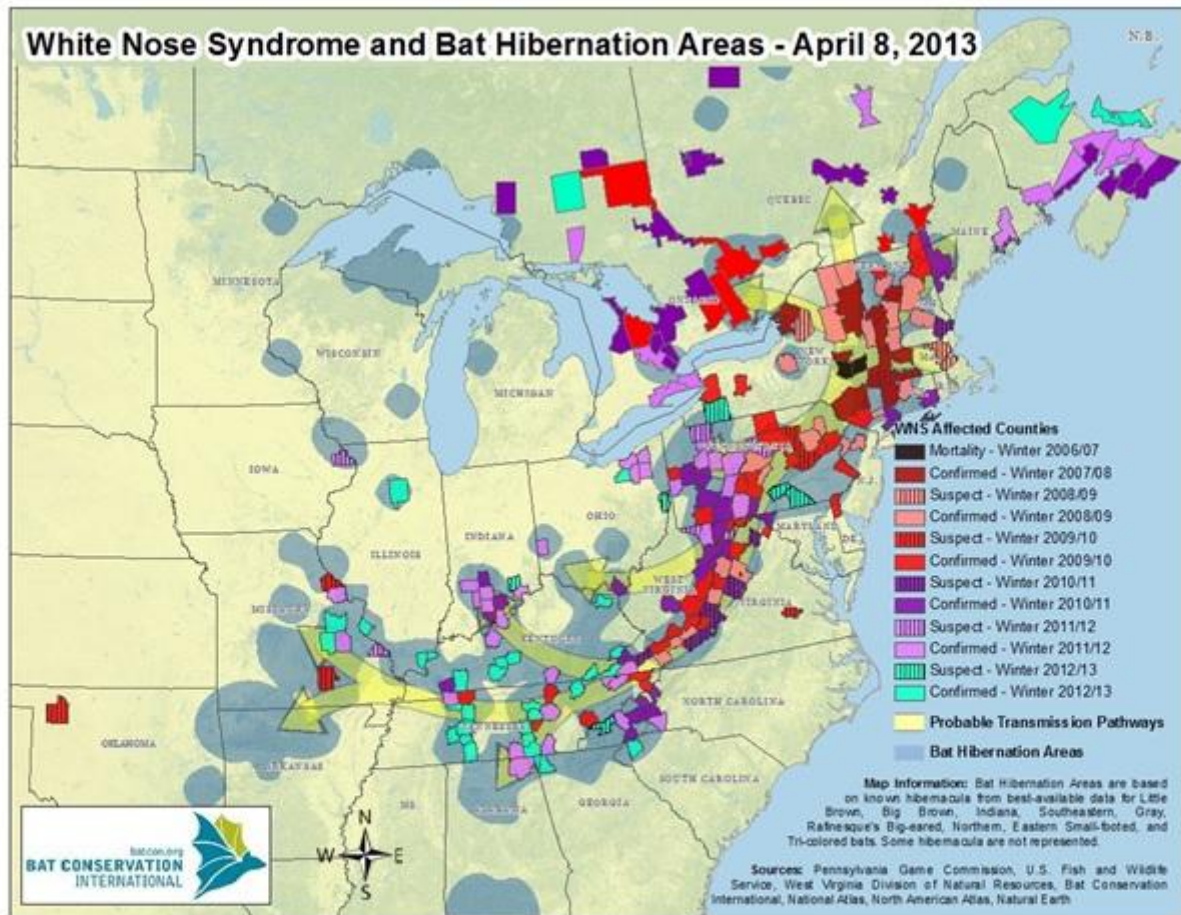 White Nose Syndrome and Bat Hibernation Areas - April 8, 2013
N.B.
QUEBEC
MAINE
MINNESOTA
WISCONSIN
MICHIGAN
NEW
YORK
IOWA
ILLINOIS
INDIANA
OHIO
N.J.
MARYLAND
DE.
WEST
VIRGINIA
VIRGINIA
MISSOURI
KENTUCKY
TENNESSEE
NORTH CAROLINA
SOUTH CAROLINA
OKLAHOMA
ARKANSAS
MS.
ALABAMA
GEORGIA
WNS Affected Counties
Mortality - Winter 2006/07
Confirmed - Winter 2007/08
Suspect - Winter 2008/09
Confirmed - Winter 2008/09
Suspect - Winter 2009/10
Confirmed - Winter 2009/10
Suspect - Winter 2010/11
Confirmed - Winter 2010/11
Suspect - Winter 2011/12
Confirmed - Winter 2011/12
Suspect - Winter 2012/13
Confirmed - Winter 2012/13
Probable Transmission Pathways
Bat Hibernation Areas
Map Information: Bat Hibernation Areas are based
on known hibernacula from best-available data for Little
Brown, Big Brown, Indiana, Southeastern, Gray,
Rafinesque's Big-eared, Northern, Eastern Small-footed, and
Tri-colored bats. Some hibernacula are not represented.
Sources: Pennsylvania Game Commission, U.S. Fish and Wildlife
Service, West Virginia Division of Natural Resources, Bat Conservation
International, National Atlas, North American Atlas, Natural Earth
N
W E
S
batcon.org
BAT CONSERVATION
INTERNATIONAL